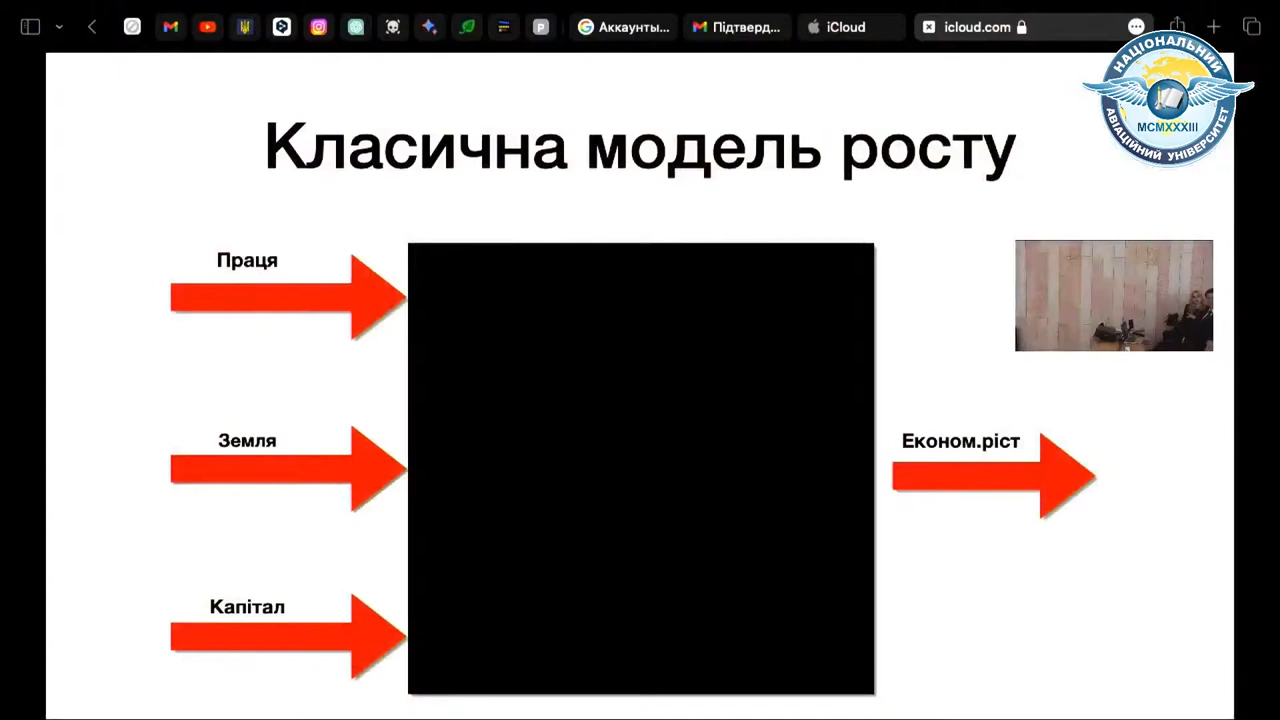 Аккаунты...
Підтверд...
iCloud
icloud.com
НАЦІОНАЛЬНИЙ
АВІАЦІЙНИЙ УНІВЕРСИТЕТ
MCMXXXIII
Класична модель росту
Праця
Земля
Економ.ріст
Капітал